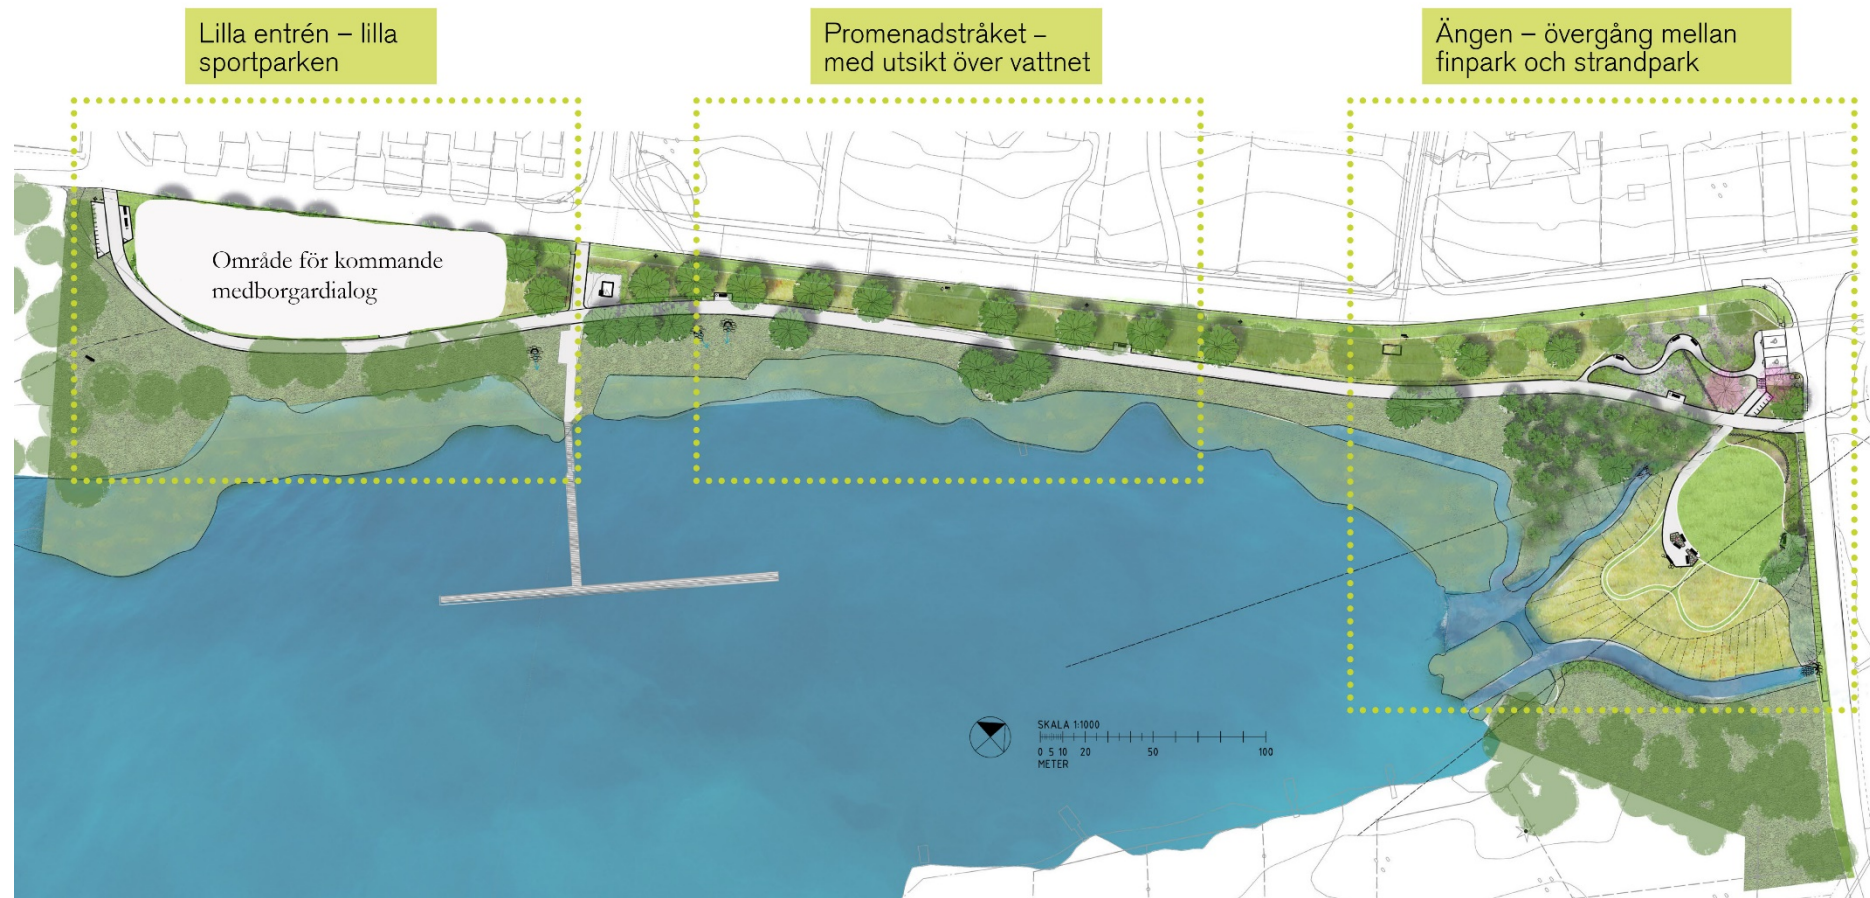 Lilla entrén – lilla
sportparken
Promenadstråket –
med utsikt över vattnet
Ängen – övergång mellan
finpark och strandpark
Område för kommande
medborgardialog
SKALA 1:1000
0 5 10 20 50 100
METER